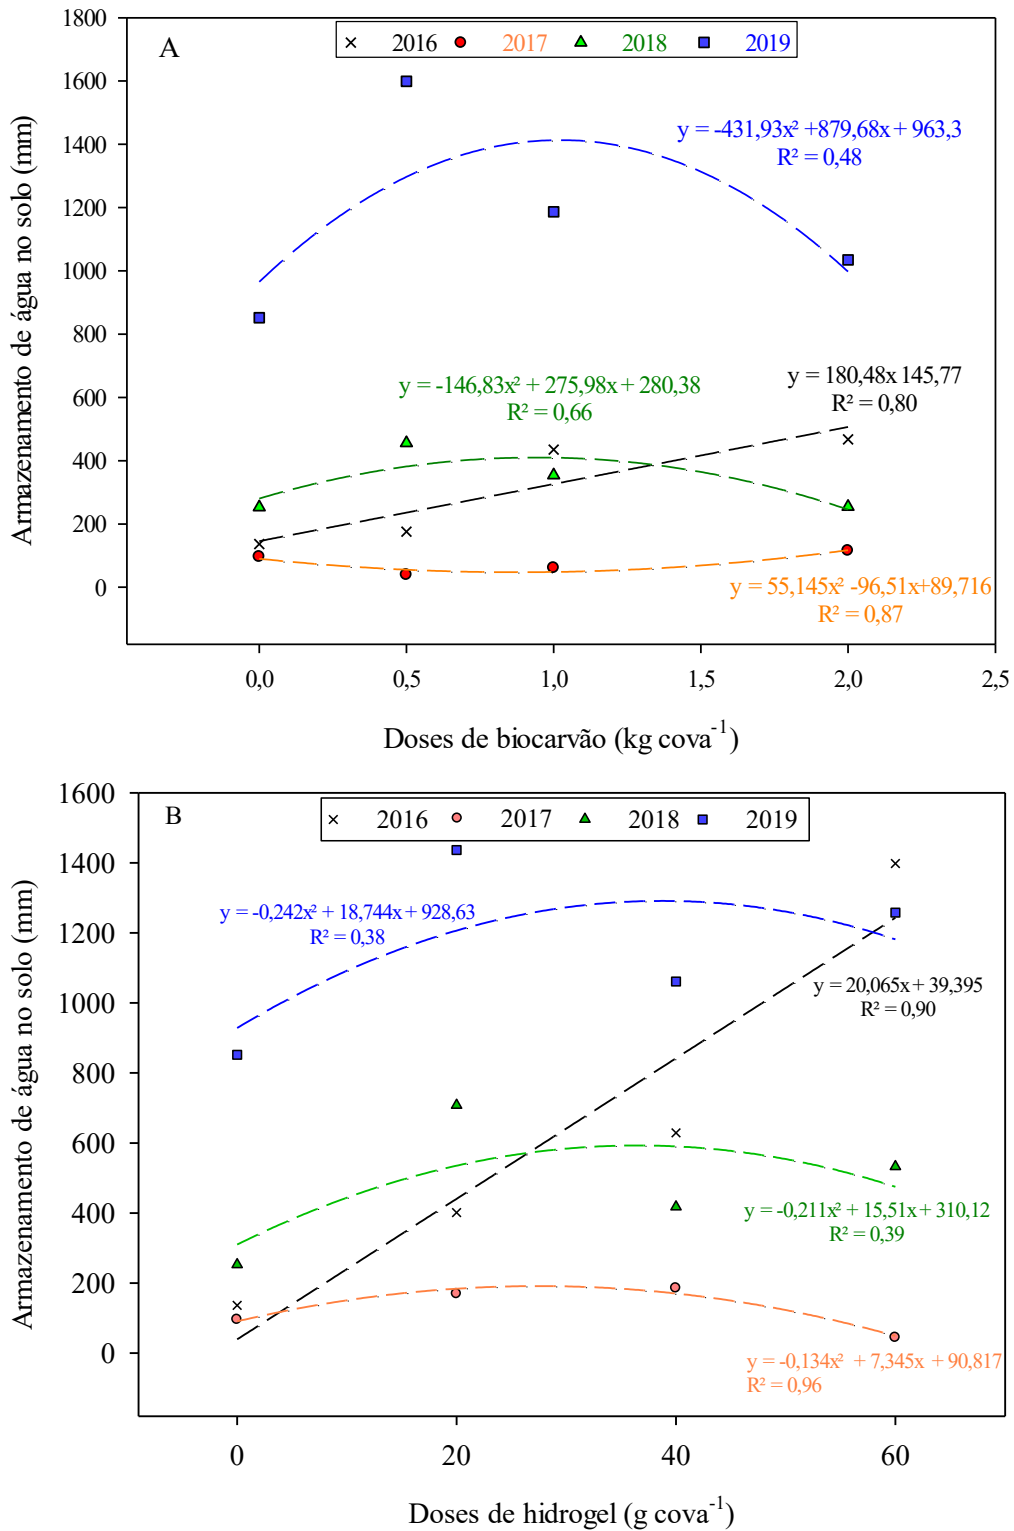 1800
1600
1400
1200
1000
800
600
400
200
0
Armazenamento de água no solo (mm)
A
2016 2017 2018 2019
y = -431,93x² +879,68x + 963,3
R² = 0,48
y = -146,83x² + 275,98x + 280,38
R² = 0,66
y = 180,48x 145,77
R² = 0,80
y = 55,145x² -96,51x+89,716
R² = 0,87
0,0 0,5 1,0 1,5 2,0 2,5
Doses de biocarvão (kg cova⁻¹)
1600
1400
1200
1000
800
600
400
200
0
Armazenamento de água no solo (mm)
B
2016 2017 2018 2019
y = -0,242x² + 18,744x + 928,63
R² = 0,38
y = 20,065x + 39,395
R² = 0,90
y = -0,211x² + 15,51x + 310,12
R² = 0,39
y = -0,134x² + 7,345x + 90,817
R² = 0,96
0 20 40 60
Doses de hidrogel (g cova⁻¹)